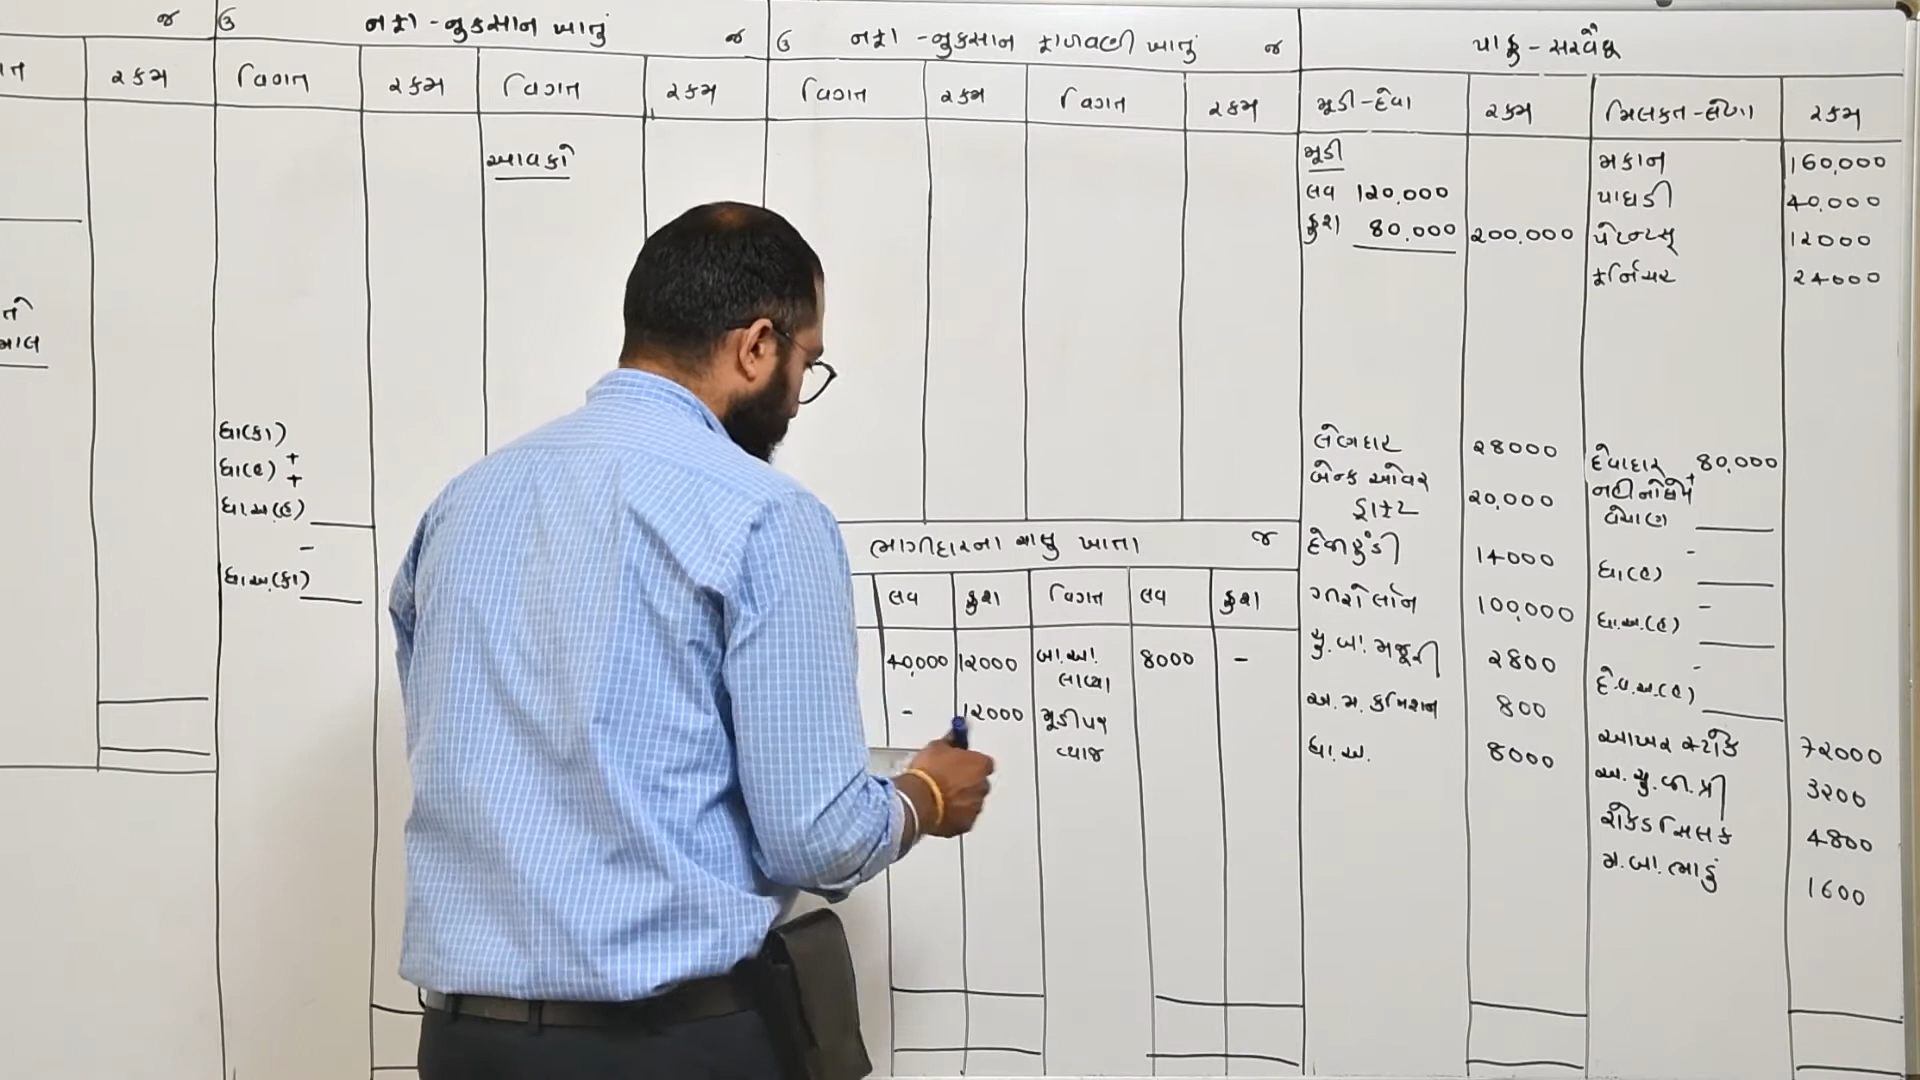 જ
રકમ
તે
માલ
ઉ નફા - નુકસાન ખાતું જ
વિગત રકમ વિગત રકમ
આવકો
ઘા(કા)
ઘા(વ) +
+
ઘા.અ.(હ)
-
ઘા.અ.(કા)
ઉ નફા - નુકસાન ફાળવણી ખાતું જ
વિગત રકમ વિગત રકમ
ભાગીદારના ચાલુ ખાતા જ
લવ કુશ વિગત લવ કુશ
40,000 12000 બા.આ. 8000 -
લાવ્યા
- 12000 મૂડી પર
વ્યાજ
પાકુ - સરવૈયુ
મૂડી-દેવા રકમ મિલકત-લેણા રકમ
મૂડી
લવ 120,000
કુશ 80,000 200,000
લેણદાર 28000
બેન્ક ઓવર
ડ્રાફ્ટ 20,000
દેવીહૂંડી 14000
ગીરો લોન 100,000
ચુ.બા. મજૂરી 2800
અ.મ. કમિશન 800
ઘા.અ. 8000
મકાન 160,000
પાઘડી 40,000
પેટન્ટસ્ 12000
ફર્નિચર 24000
દેવાદાર 80,000
+
નહી નોંધેલ
વેચાણ
-
ઘા(હ)
-
ઘા.અ.(હ)
-
દે.વ.અ.(હ)
આખર સ્ટોક 72000
અ.ચુ.વી.પ્રી 3200
રોકડ સિલક 4800
મ.બા. ભાડું 1600